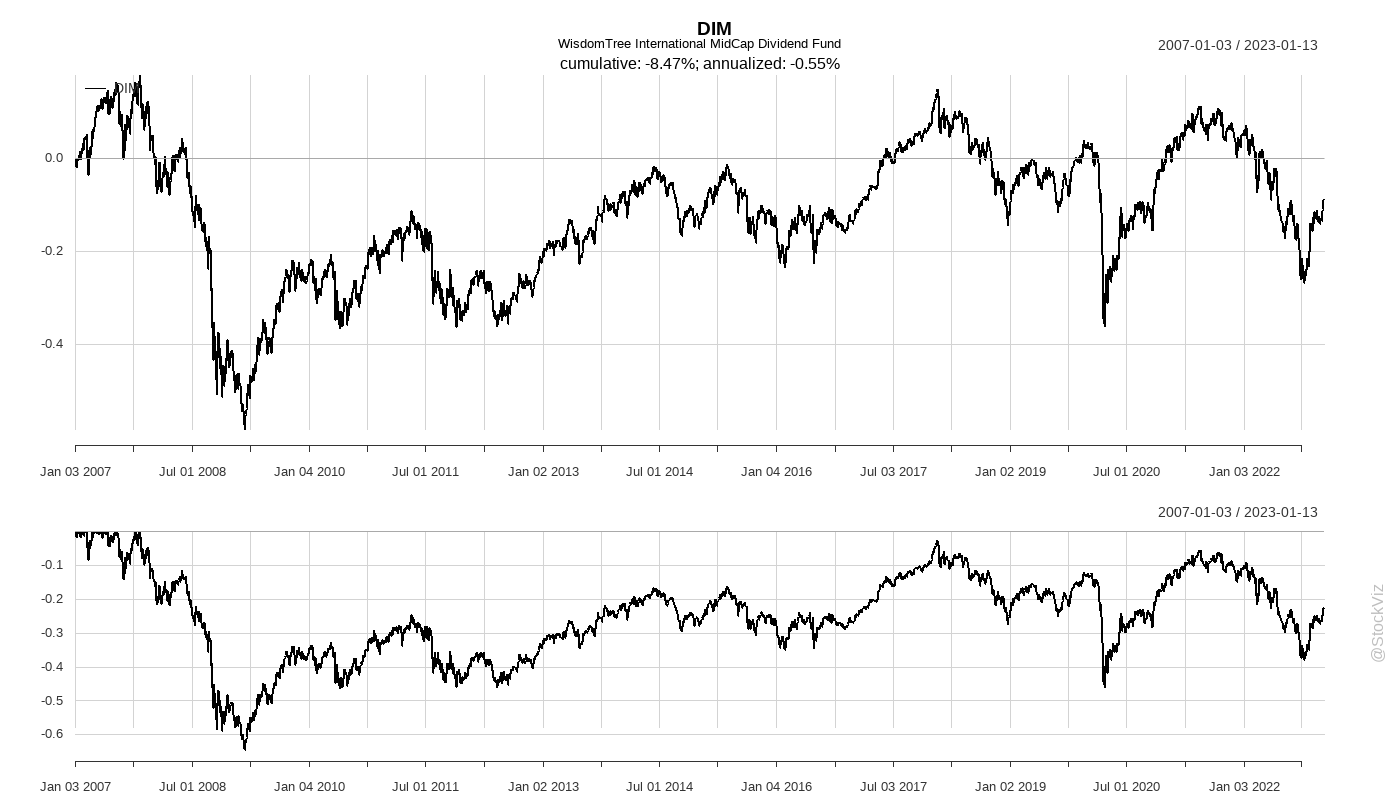 DIM
WisdomTree International MidCap Dividend Fund
2007-01-03 / 2023-01-13
cumulative: -8.47%; annualized: -0.55%
DIM
0.0
-0.2
-0.4
Jan 03 2007 Jul 01 2008 Jan 04 2010 Jul 01 2011 Jan 02 2013 Jul 01 2014 Jan 04 2016 Jul 03 2017 Jan 02 2019 Jul 01 2020 Jan 03 2022
2007-01-03 / 2023-01-13
-0.1
-0.2
-0.3
-0.4
-0.5
-0.6
Jan 03 2007 Jul 01 2008 Jan 04 2010 Jul 01 2011 Jan 02 2013 Jul 01 2014 Jan 04 2016 Jul 03 2017 Jan 02 2019 Jul 01 2020 Jan 03 2022
@StockViz